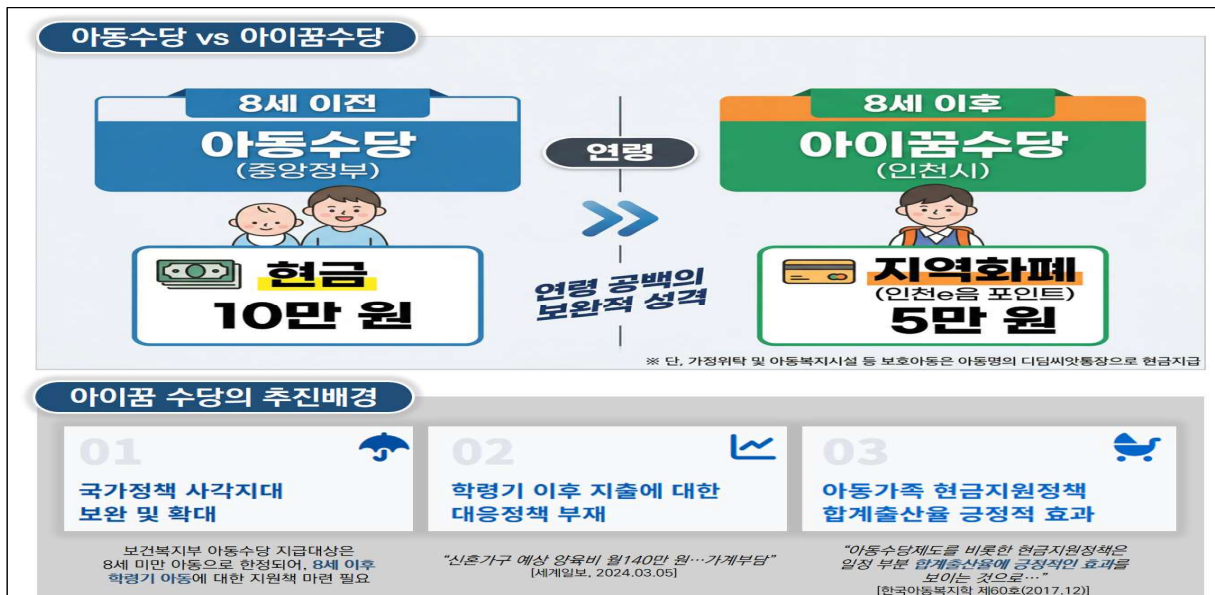 아동수당 vs 아이꿈수당
8세 이전
아동수당
(중앙정부)
현금
10만 원
연령
연령 공백의
보완적 성격
8세 이후
아이꿈수당
(인천시)
지역화폐
(인천e음 포인트)
5만 원
※ 단, 가정위탁 및 아동복지시설 등 보호아동은 아동명의 디딤씨앗통장으로 현금지급
아이꿈 수당의 추진배경
01
국가정책 사각지대
보완 및 확대
보건복지부 아동수당 지급대상은
8세 미만 아동으로 한정되어, 8세 이후
학령기 아동에 대한 지원책 마련 필요
02
학령기 이후 지출에 대한
대응정책 부재
“신혼가구 예상 양육비 월140만 원…가계부담”
[세계일보, 2024.03.05]
03
아동가족 현금지원정책
합계출산율 긍정적 효과
“아동수당제도를 비롯한 현금지원정책은
일정 부분 합계출산율에 긍정적인 효과를
보이는 것으로…”
[한국아동복지학 제60호(2017.12)]